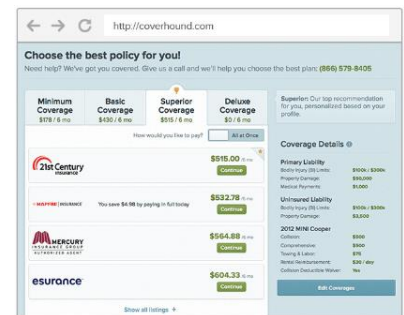 http://coverhound.com
Choose the best policy for you!
Need help? We've got you covered. Give us a call and we'll help you choose the best plan: (866) 579-8405
Minimum Coverage
$178 / 6 mo
Basic Coverage
$430 / 6 mo
Superior Coverage
$515 / 6 mo
Deluxe Coverage
$0 / 6 mo
Superior: Our top recommendation
for you, personalized based on your
profile.
How would you like to pay?
All at Once
21st Century
Insurance
$515.00 /6 mo
Continue
MAPFRE | INSURANCE
You save $4.98 by paying in full today
$532.78 /6 mo
Continue
MERCURY
INSURANCE GROUP
AUTHORIZED AGENT
$564.88 /6 mo
Continue
esurance
$604.33 /6 mo
Continue
Show all listings +
Coverage Details
Primary Liability
Bodily Injury (BI) Limits: $100k / $300k
Property Damage: $50,000
Medical Payments: $1,000
Uninsured Liability
Bodily Injury (BI) Limits: $100k / $300k
Property Damage: $3,500
2012 MINI Cooper
Collision: $500
Comprehensive: $500
Towing & Labor: $75
Rental Reimbursement: $30 / day
Collision Deductible Waiver: Yes
Edit Coverages